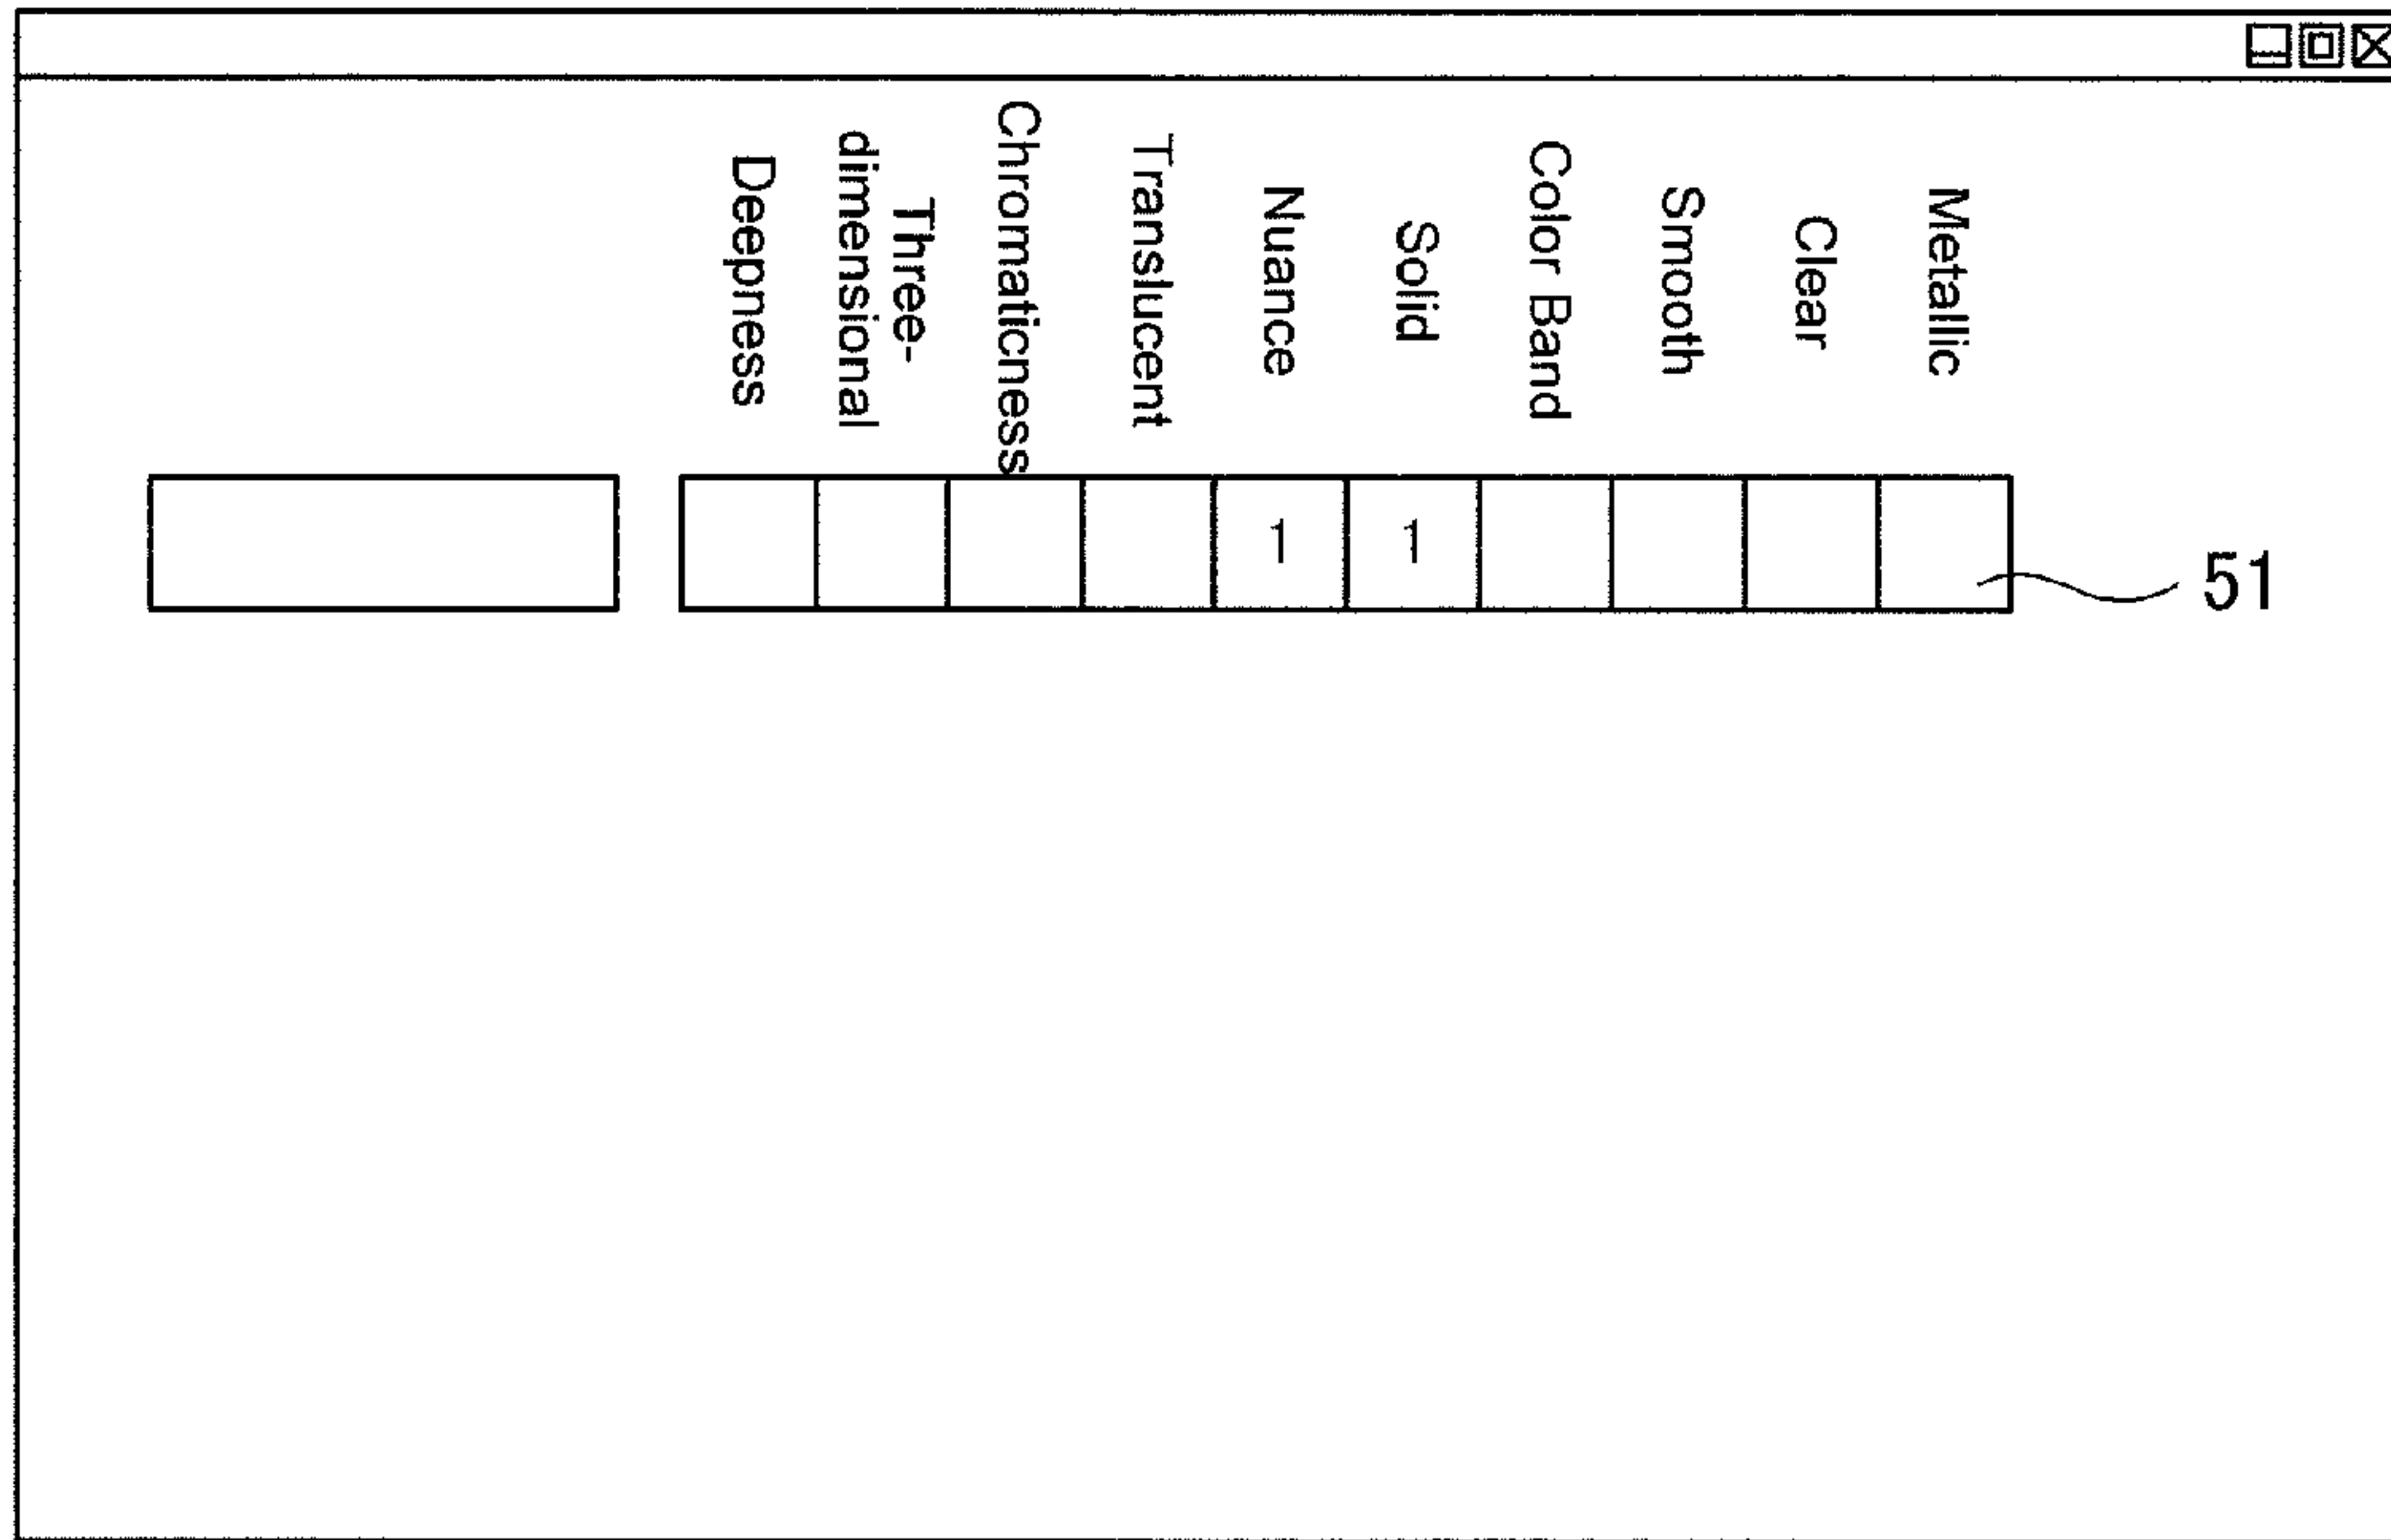 Deepness
Three-
dimensional
Chromaticness
Translucent
Nuance
Solid
Color Band
Smooth
Clear
Metallic
1
1
51